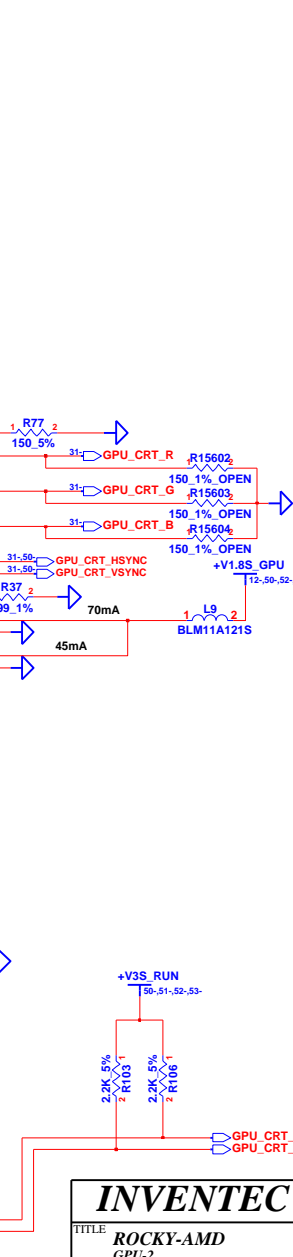 1 R77 2
150_5%
31- GPU_CRT_R
1 R15602 2
150_1%_OPEN
31- GPU_CRT_G
1 R15603 2
150_1%_OPEN
31- GPU_CRT_B
1 R15604 2
150_1%_OPEN
+V1.8S_GPU
12-,50-,52-
31-,50- GPU_CRT_HSYNC
31-,50- GPU_CRT_VSYNC
R37 2
99_1%
70mA
1 L9 2
BLM11A121S
45mA
+V3S_RUN
50-,51-,52-,53-
2.2K_5%
1 R103 2
2.2K_5%
1 R106 2
GPU_CRT_
GPU_CRT_
INVENTEC
TITLE
ROCKY-AMD
GPU-2